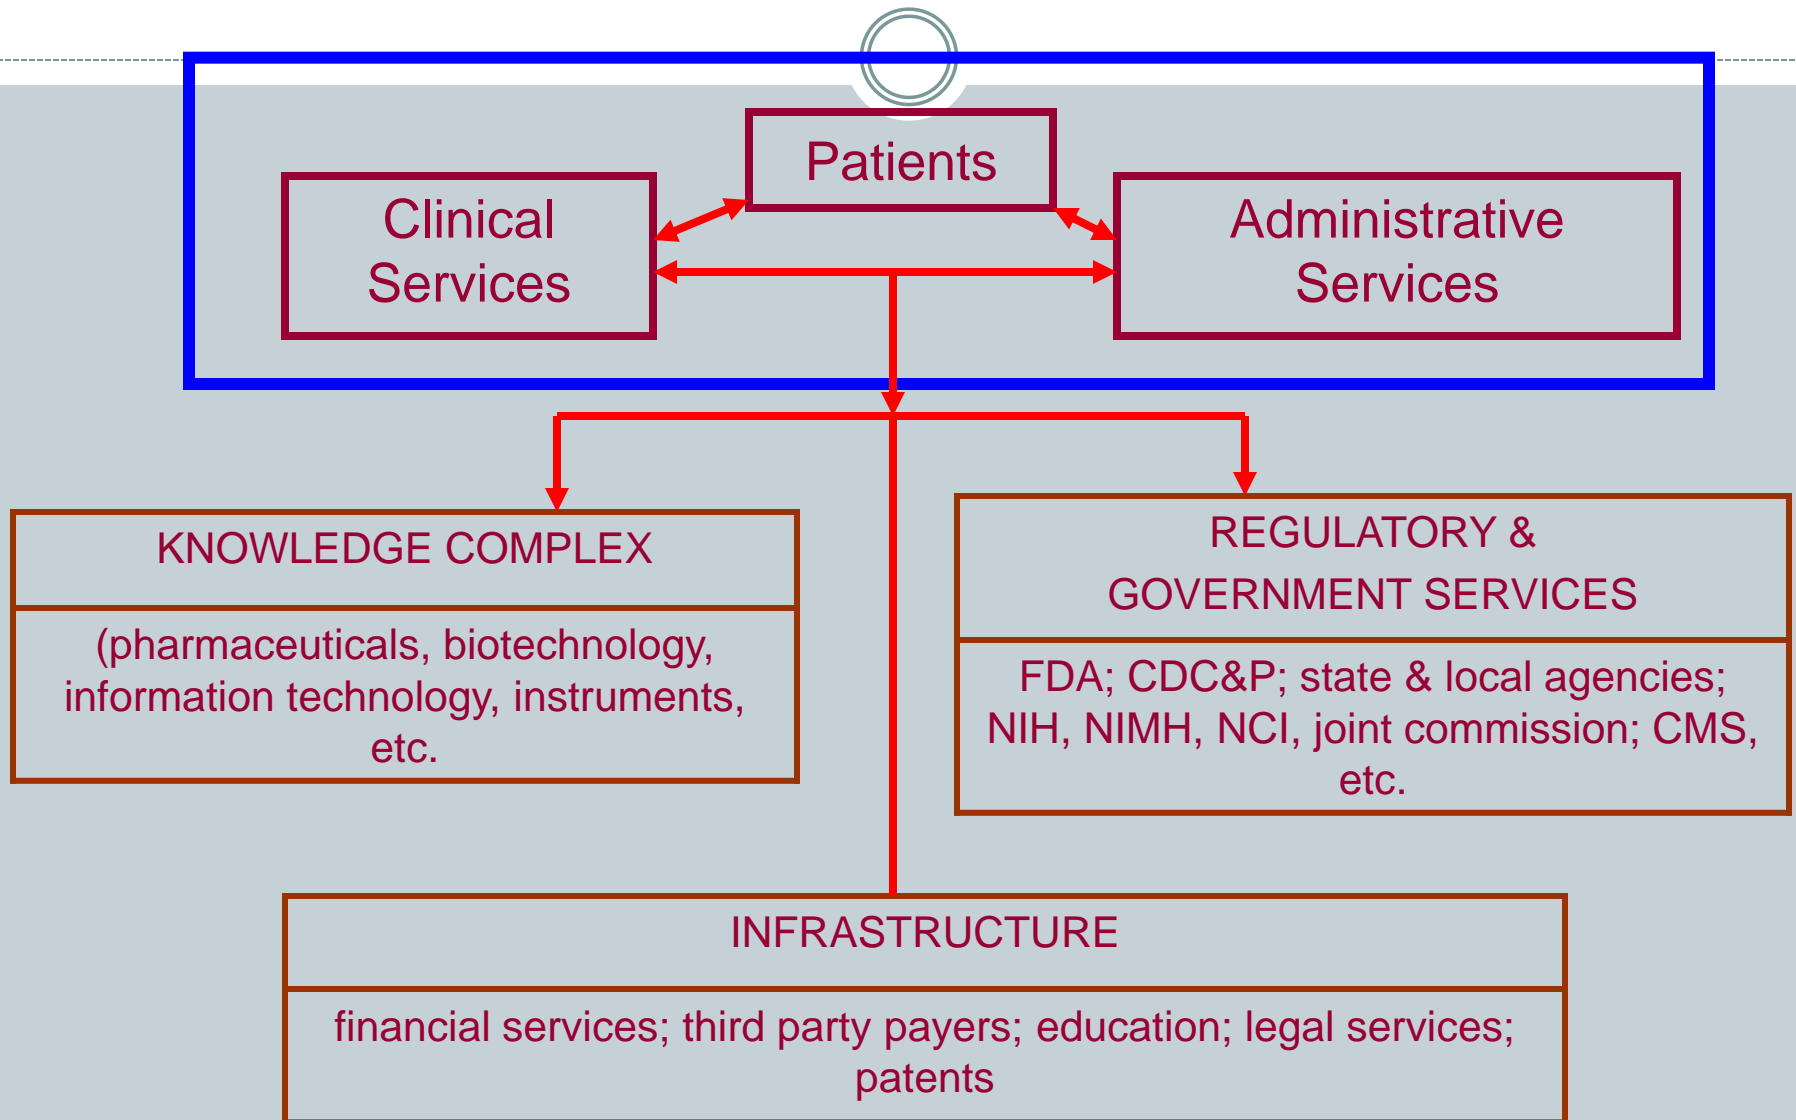 Patients
Clinical
Services
Administrative
Services
KNOWLEDGE COMPLEX
(pharmaceuticals, biotechnology,
information technology, instruments,
etc.
REGULATORY &
GOVERNMENT SERVICES
FDA; CDC&P; state & local agencies;
NIH, NIMH, NCI, joint commission; CMS,
etc.
INFRASTRUCTURE
financial services; third party payers; education; legal services;
patents